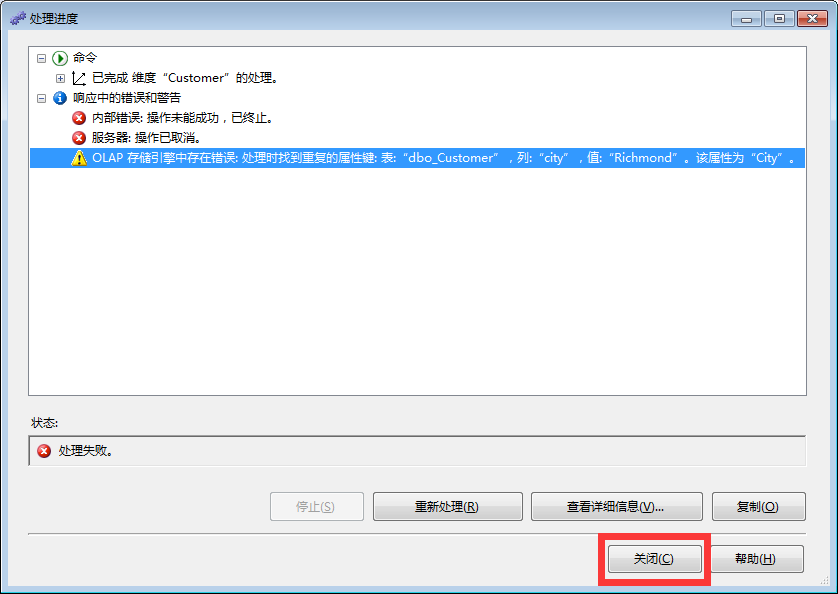 处理进度
命令
已完成 维度“Customer”的处理。
响应中的错误和警告
内部错误: 操作未能成功，已终止。
服务器: 操作已取消。
OLAP 存储引擎中存在错误: 处理时找到重复的属性键: 表:“dbo_Customer”，列:“city”，值:“Richmond”。该属性为“City”。
状态:
处理失败。
停止(S)
重新处理(R)
查看详细信息(V)...
复制(O)
关闭(C)
帮助(H)